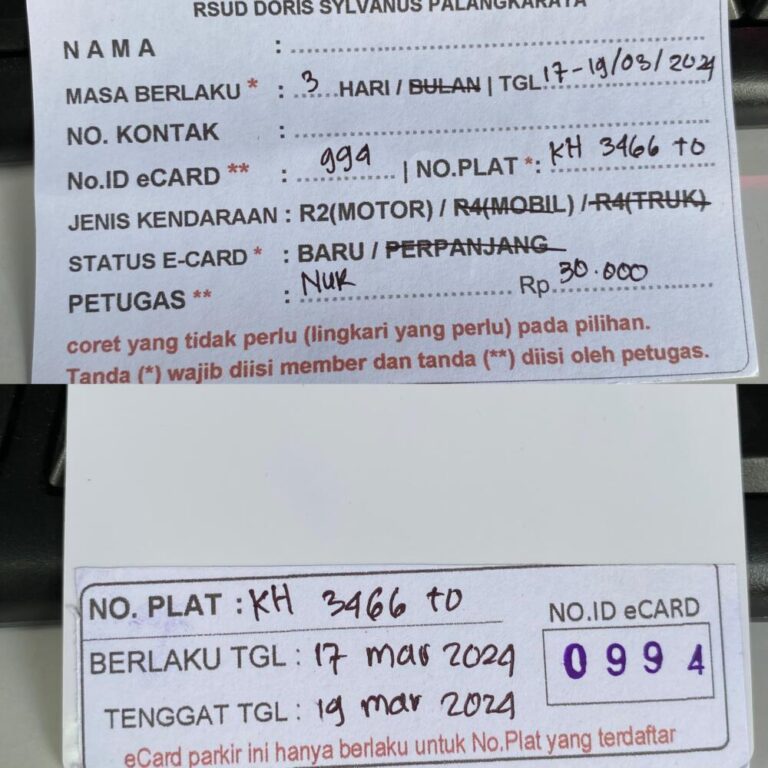 RSUD DORIS SYLVANUS PALANGKARAYA
NAMA :
MASA BERLAKU * : 3 HARI / BULAN | TGL. 17-19/03/2024
NO. KONTAK :
No.ID eCARD ** : 994 | NO.PLAT *: KH 3466 to
JENIS KENDARAAN : R2(MOTOR) / R4(MOBIL) / R4(TRUK)
STATUS E-CARD * : BARU / PERPANJANG
PETUGAS ** : NUK Rp. 30.000
coret yang tidak perlu (lingkari yang perlu) pada pilihan.
Tanda (*) wajib diisi member dan tanda (**) diisi oleh petugas.
NO. PLAT : KH 3466 to
NO.ID eCARD
BERLAKU TGL : 17 mar 2024
0994
TENGGAT TGL : 19 mar 2024
eCard parkir ini hanya berlaku untuk No.Plat yang terdaftar